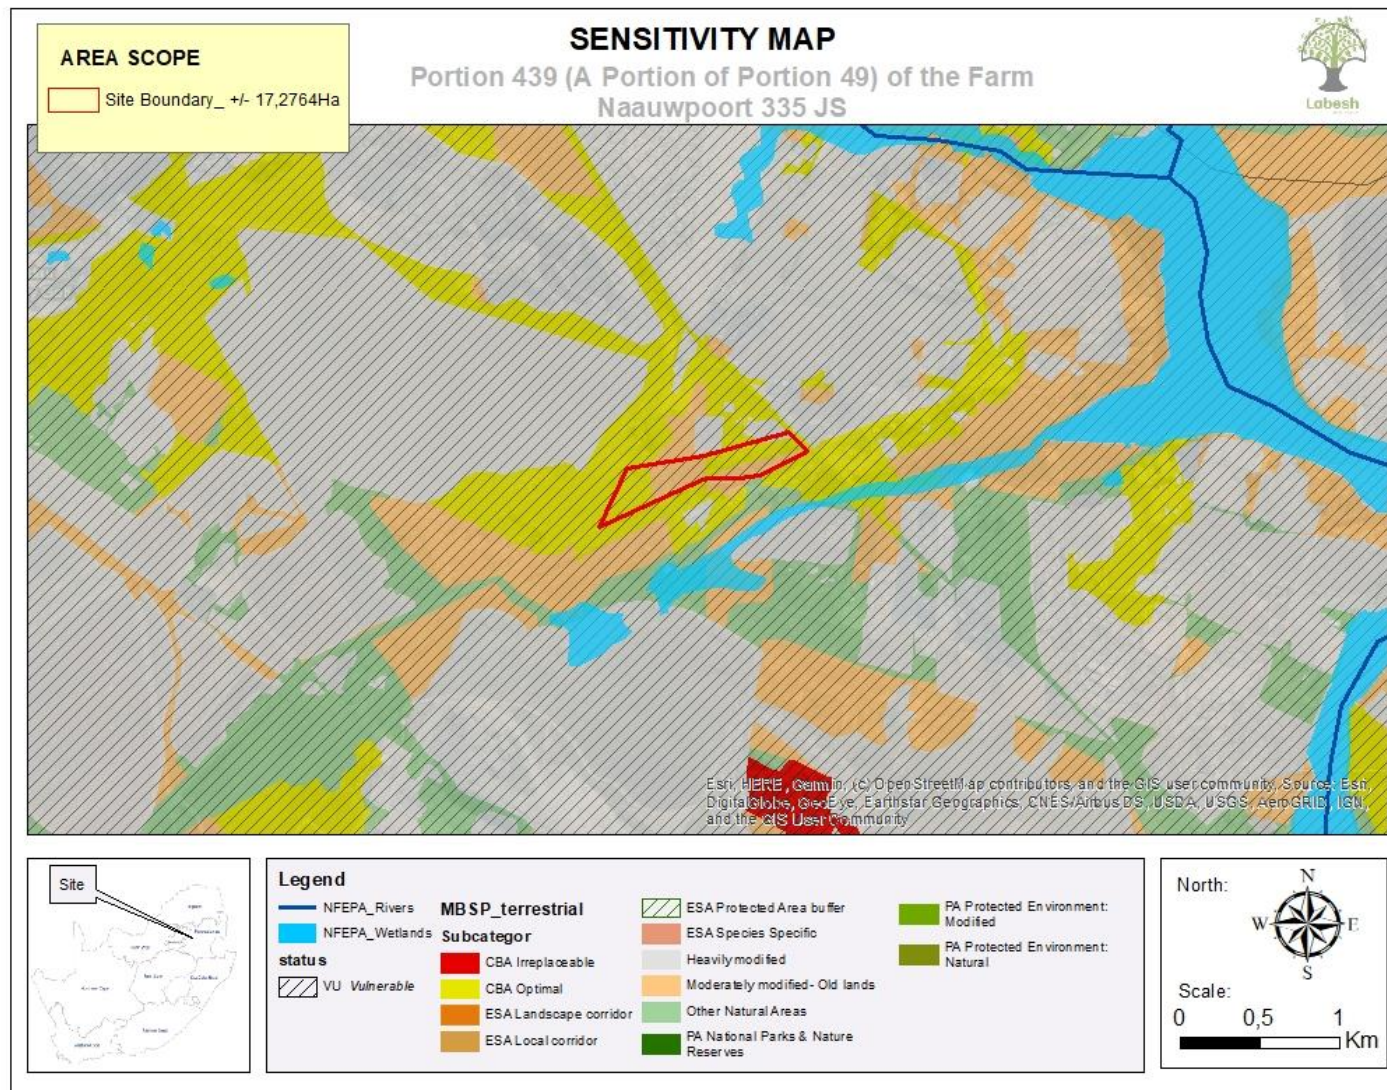 AREA SCOPE
Site Boundary_ +/- 17,2764Ha
SENSITIVITY MAP
Portion 439 (A Portion of Portion 49) of the Farm
Naauwpoort 335 JS
Labesh
Esri, HERE, Garmin, (c) OpenStreetMap contributors, and the GIS user community, Source: Esri,
DigitalGlobe, GeoEye, Earthstar Geographics, CNES/Airbus DS, USDA, USGS, AeroGRID, IGN,
and the GIS User Community
Site
Legend
NFEPA_Rivers
NFEPA_Wetlands
status
VU Vulnerable
MBSP_terrestrial
Subcategor
CBA Irreplaceable
CBA Optimal
ESA Landscape corridor
ESA Local corridor
ESA Protected Area buffer
ESA Species Specific
Heavily modified
Moderately modified- Old lands
Other Natural Areas
PA National Parks & Nature
Reserves
PA Protected Environment:
Modified
PA Protected Environment:
Natural
North:
N
W E
S
Scale:
0 0,5 1
Km